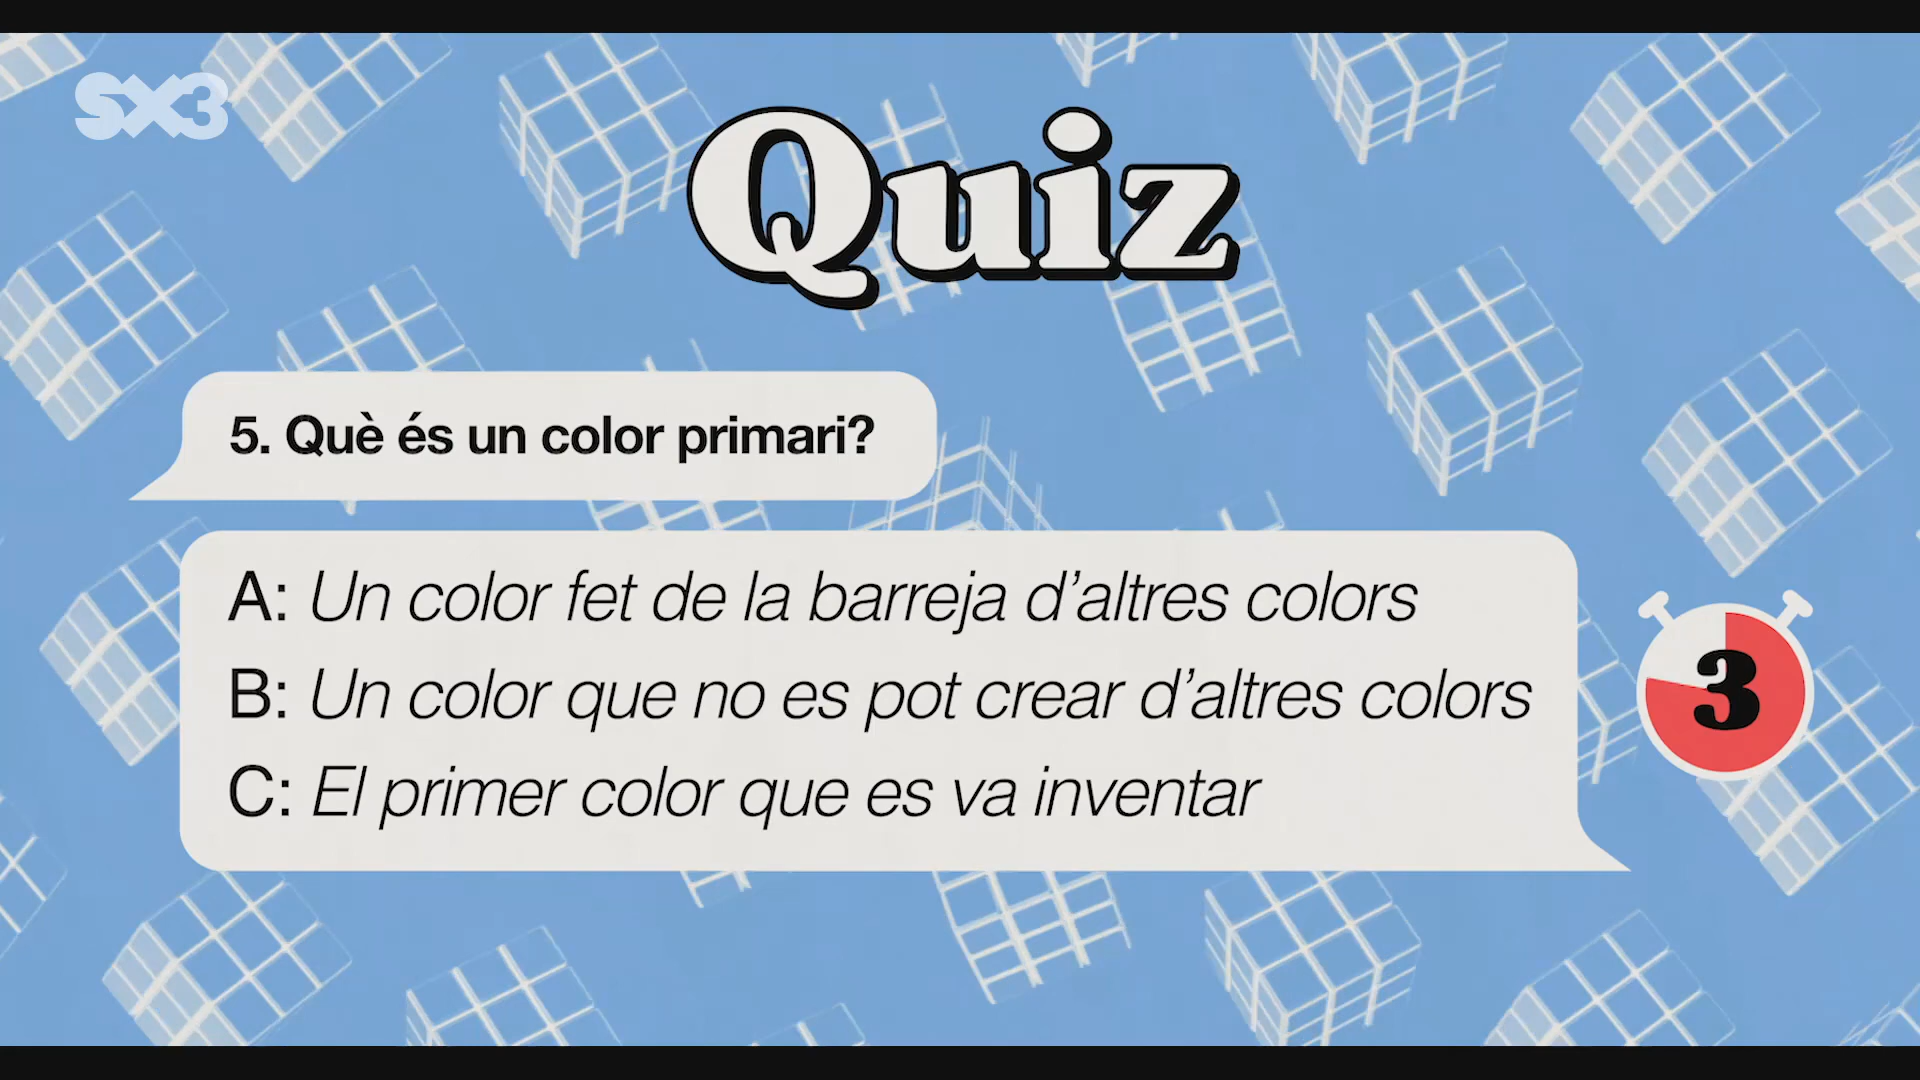 SX3
Quiz
5. Què és un color primari?
A: Un color fet de la barreja d’altres colors
B: Un color que no es pot crear d’altres colors
C: El primer color que es va inventar
3